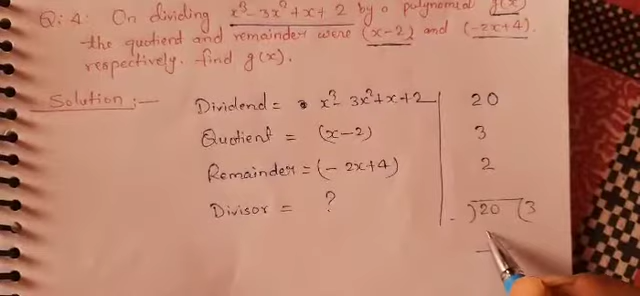 Q:4: On dividing x³-3x²+x+2 by a polynomial g(x)
the quotient and remainder were (x-2) and (-2x+4).
respectively. find g(x).
Solution :-
Dividend = x³-3x²+x+2 20
Quotient = (x-2) 3
Remainder = (-2x+4) 2
Divisor = ? )20(3